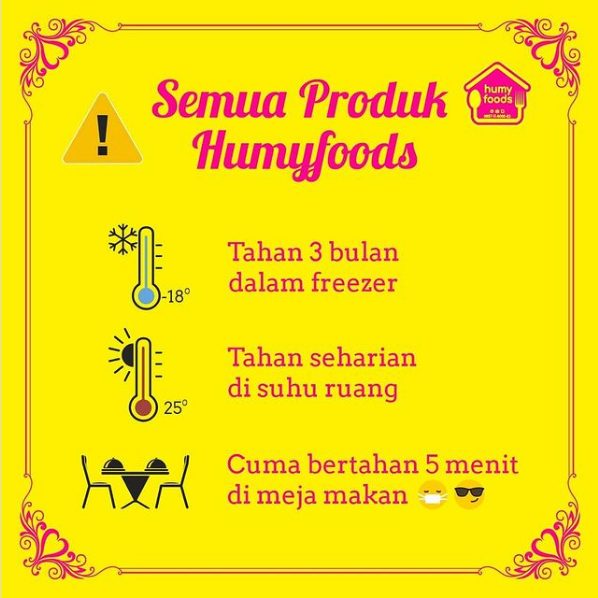 Semua Produk
Humyfoods
humy
foods
!
-18°
Tahan 3 bulan
dalam freezer
25°
Tahan seharian
di suhu ruang
Cuma bertahan 5 menit
di meja makan 😷 😎